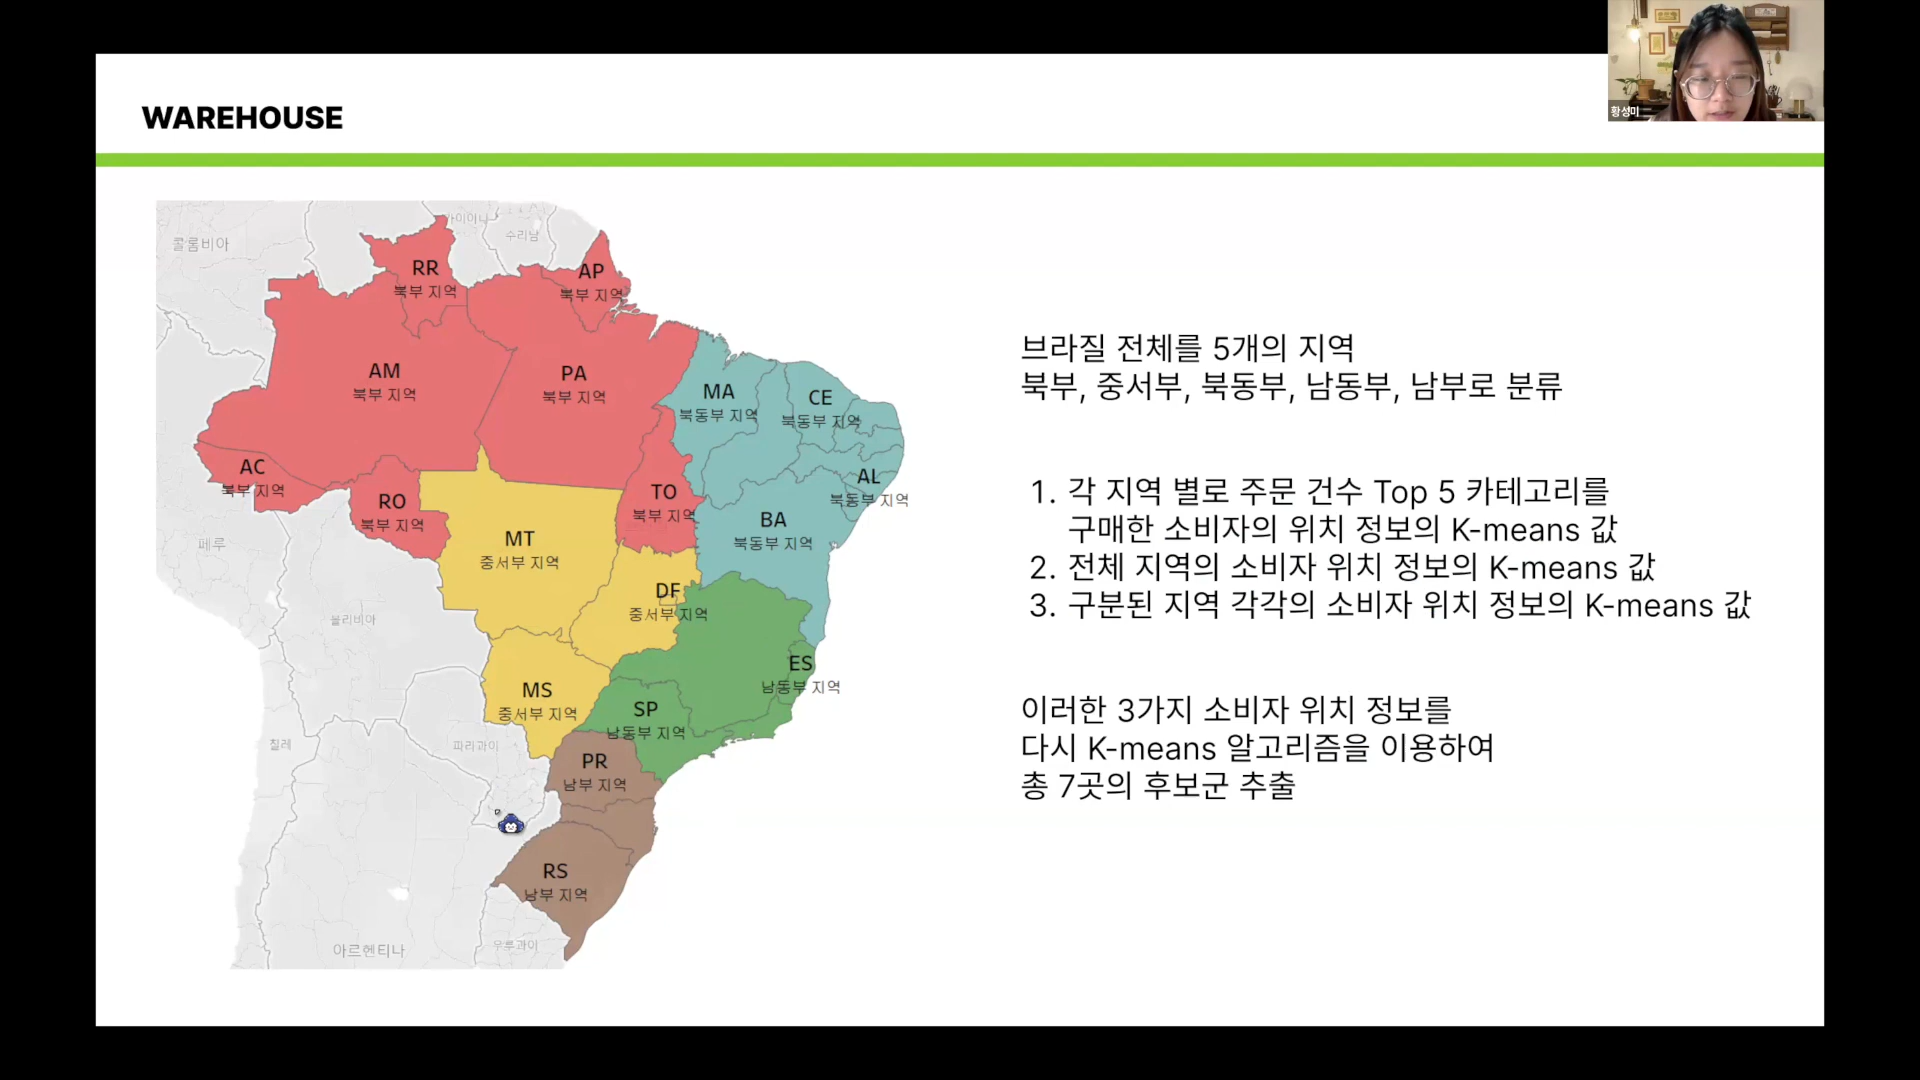 황성미
WAREHOUSE
콜롬비아
가이아나
수리남
RR
북부 지역
AP
북부 지역
AM
북부 지역
PA
북부 지역
MA
북동부 지역
CE
북동부 지역
AC
북부 지역
RO
북부 지역
TO
북부 지역
AL
북동부 지역
BA
북동부 지역
페루
MT
중서부 지역
DF
중서부 지역
볼리비아
ES
남동부 지역
MS
중서부 지역
SP
남동부 지역
칠레
파라과이
PR
남부 지역
RS
남부 지역
아르헨티나
우루과이
브라질 전체를 5개의 지역
북부, 중서부, 북동부, 남동부, 남부로 분류
1. 각 지역 별로 주문 건수 Top 5 카테고리를
구매한 소비자의 위치 정보의 K-means 값
2. 전체 지역의 소비자 위치 정보의 K-means 값
3. 구분된 지역 각각의 소비자 위치 정보의 K-means 값
이러한 3가지 소비자 위치 정보를
다시 K-means 알고리즘을 이용하여
총 7곳의 후보군 추출